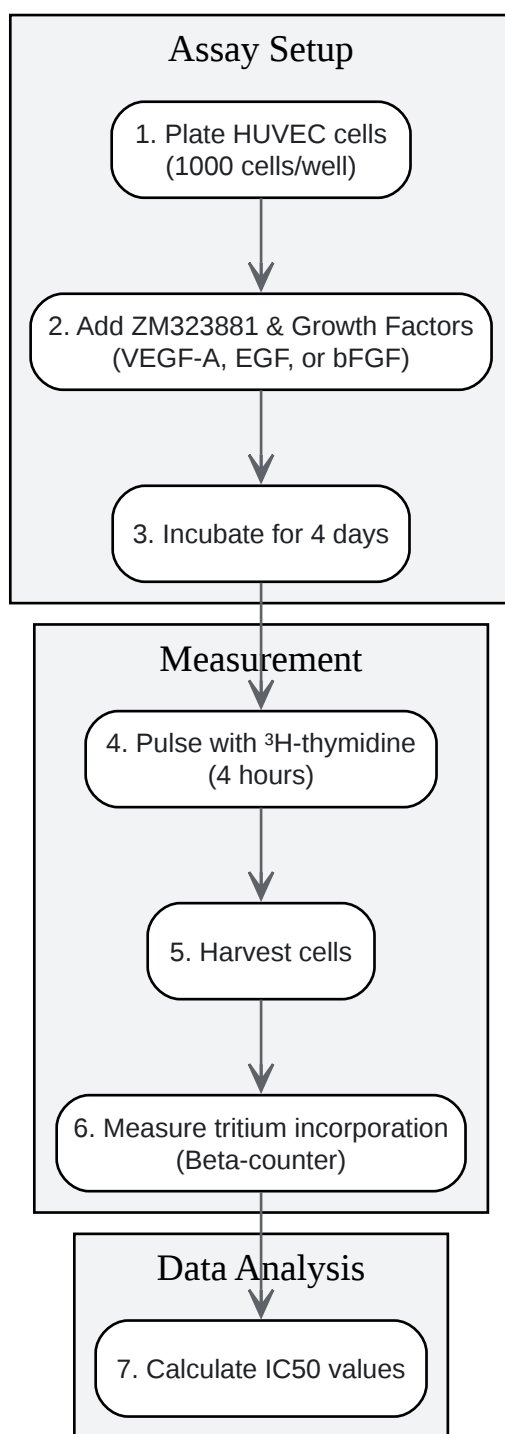 Assay Setup
1. Plate HUVEC cells
(1000 cells/well)
2. Add ZM323881 & Growth Factors
(VEGF-A, EGF, or bFGF)
3. Incubate for 4 days
Measurement
4. Pulse with ³H-thymidine
(4 hours)
5. Harvest cells
6. Measure tritium incorporation
(Beta-counter)
Data Analysis
7. Calculate IC50 values